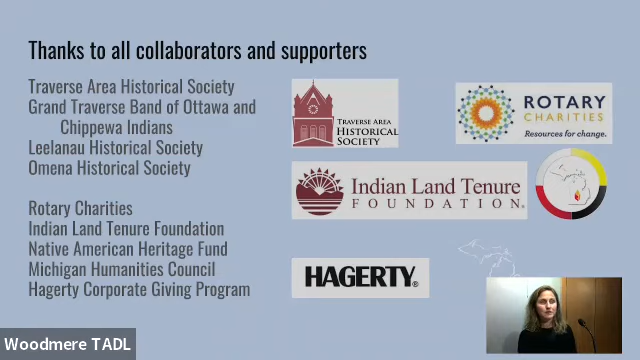 Thanks to all collaborators and supporters
Traverse Area Historical Society
Grand Traverse Band of Ottawa and
Chippewa Indians
Leelanau Historical Society
Omena Historical Society
Rotary Charities
Indian Land Tenure Foundation
Native American Heritage Fund
Michigan Humanities Council
Hagerty Corporate Giving Program
TRAVERSE AREA
HISTORICAL
SOCIETY
ROTARY
CHARITIES
Resources for change.
Indian Land Tenure
FOUNDATION®
HAGERTY®
Woodmere TADL